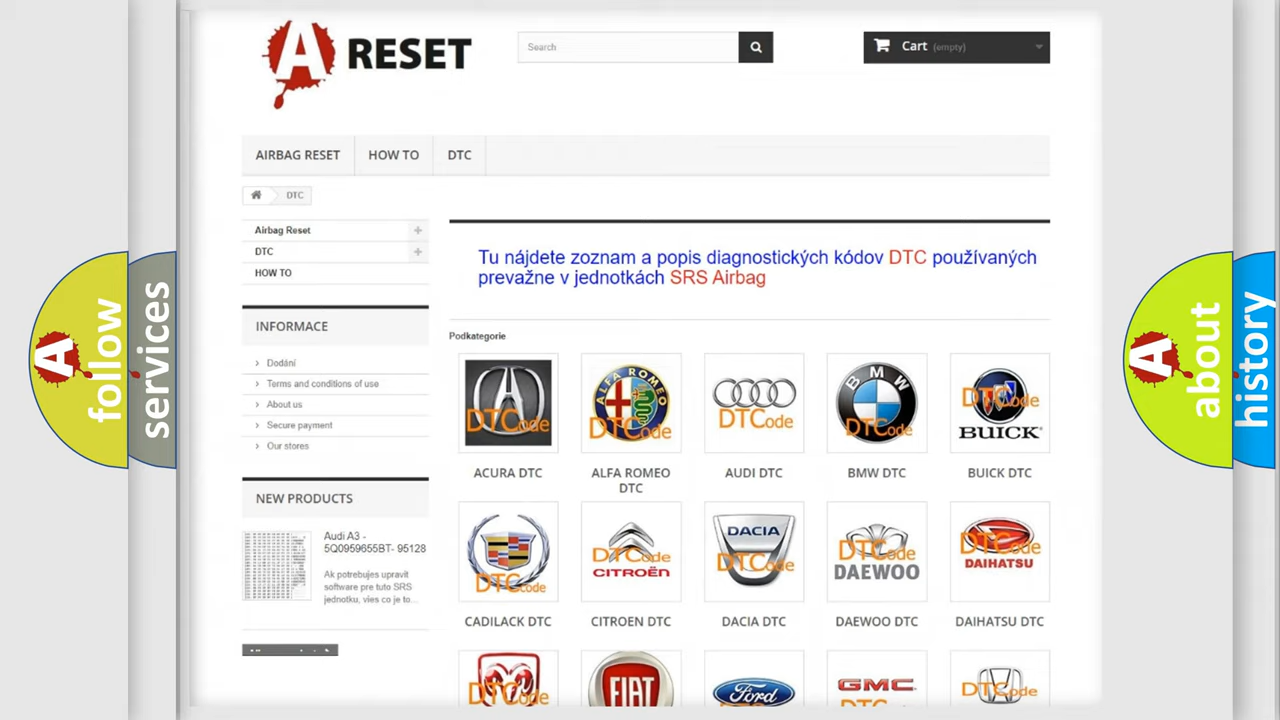 A RESET
Search
Cart (empty)
AIRBAG RESET
HOW TO
DTC
DTC
Airbag Reset
DTC
HOW TO
Tu nájdete zoznam a popis diagnostických kódov DTC používaných
prevažne v jednotkách SRS Airbag
INFORMACE
Dodání
Terms and conditions of use
About us
Secure payment
Our stores
NEW PRODUCTS
Audi A3 -
5Q0959655BT- 95128
Ak potrebujes upravit
software pre tuto SRS
jednotku, vies co je to...
Podkategorie
DTCode
ALFA ROMEO
DTCode
DTCode
BMW
DTCode
DTCode
BUICK
ACURA DTC
ALFA ROMEO
DTC
AUDI DTC
BMW DTC
BUICK DTC
DTCode
DTCode
CITROËN
DACIA
DTCode
DTCode
DAEWOO
DTCode
DAIHATSU
CADILACK DTC
CITROEN DTC
DACIA DTC
DAEWOO DTC
DAIHATSU DTC
DTCode
FIAT
Ford
GMC
DTCode
A follow
services
A about
history